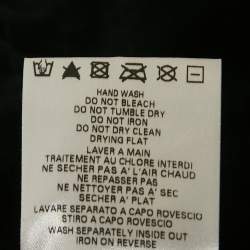 HAND WASH
DO NOT BLEACH
DO NOT TUMBLE DRY
DO NOT IRON
DO NOT DRY CLEAN
DRYING FLAT
LAVER A MAIN
TRAITEMENT AU CHLORE INTERDI
NE SECHER PAS A' L'AIR CHAUD
NE REPASSER PAS
NE NETTOYER PAS A' SEC
SECHER A' PLAT
LAVARE SEPARATO A CAPO ROVESCIO
STIRO A CAPO ROVESCIO
WASH SEPARATELY INSIDE OUT
IRON ON REVERSE